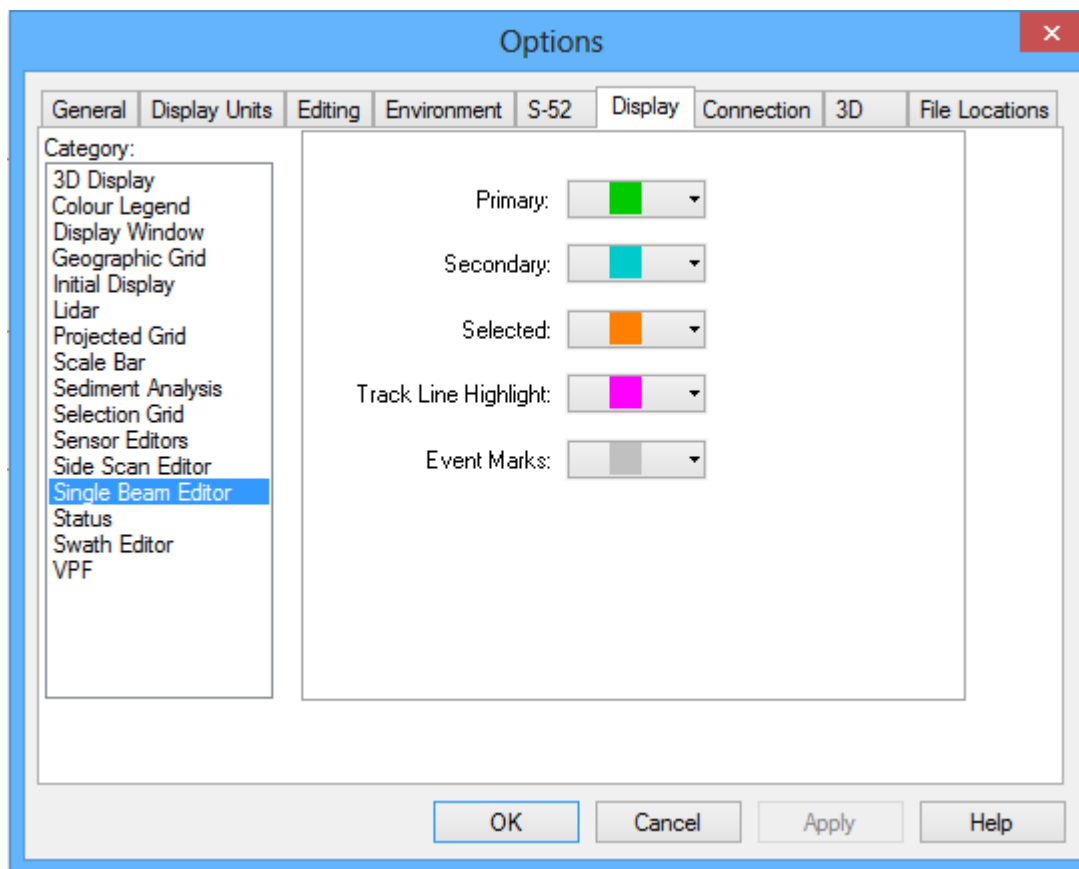 Options
General Display Units Editing Environment S-52 Display Connection 3D File Locations
Category:
3D Display
Colour Legend
Display Window
Geographic Grid
Initial Display
Lidar
Projected Grid
Scale Bar
Sediment Analysis
Selection Grid
Sensor Editors
Side Scan Editor
Single Beam Editor
Status
Swath Editor
VPF
Primary:
Secondary:
Selected:
Track Line Highlight:
Event Marks:
OK Cancel Apply Help